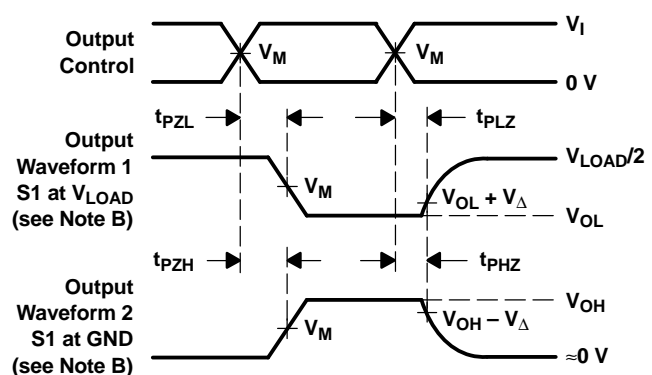 Output
Control
V_I
V_M
V_M
0 V
t_PZL
t_PLZ
Output
Waveform 1
S1 at V_LOAD
(see Note B)
V_LOAD/2
V_M
V_OL + V_Δ
V_OL
t_PZH
t_PHZ
Output
Waveform 2
S1 at GND
(see Note B)
V_OH
V_M
V_OH – V_Δ
≈0 V